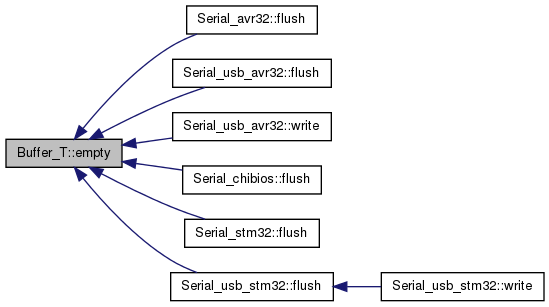 Serial_avr32::flush
Serial_usb_avr32::flush
Serial_usb_avr32::write
Buffer_T::empty
Serial_chibios::flush
Serial_stm32::flush
Serial_usb_stm32::flush
Serial_usb_stm32::write